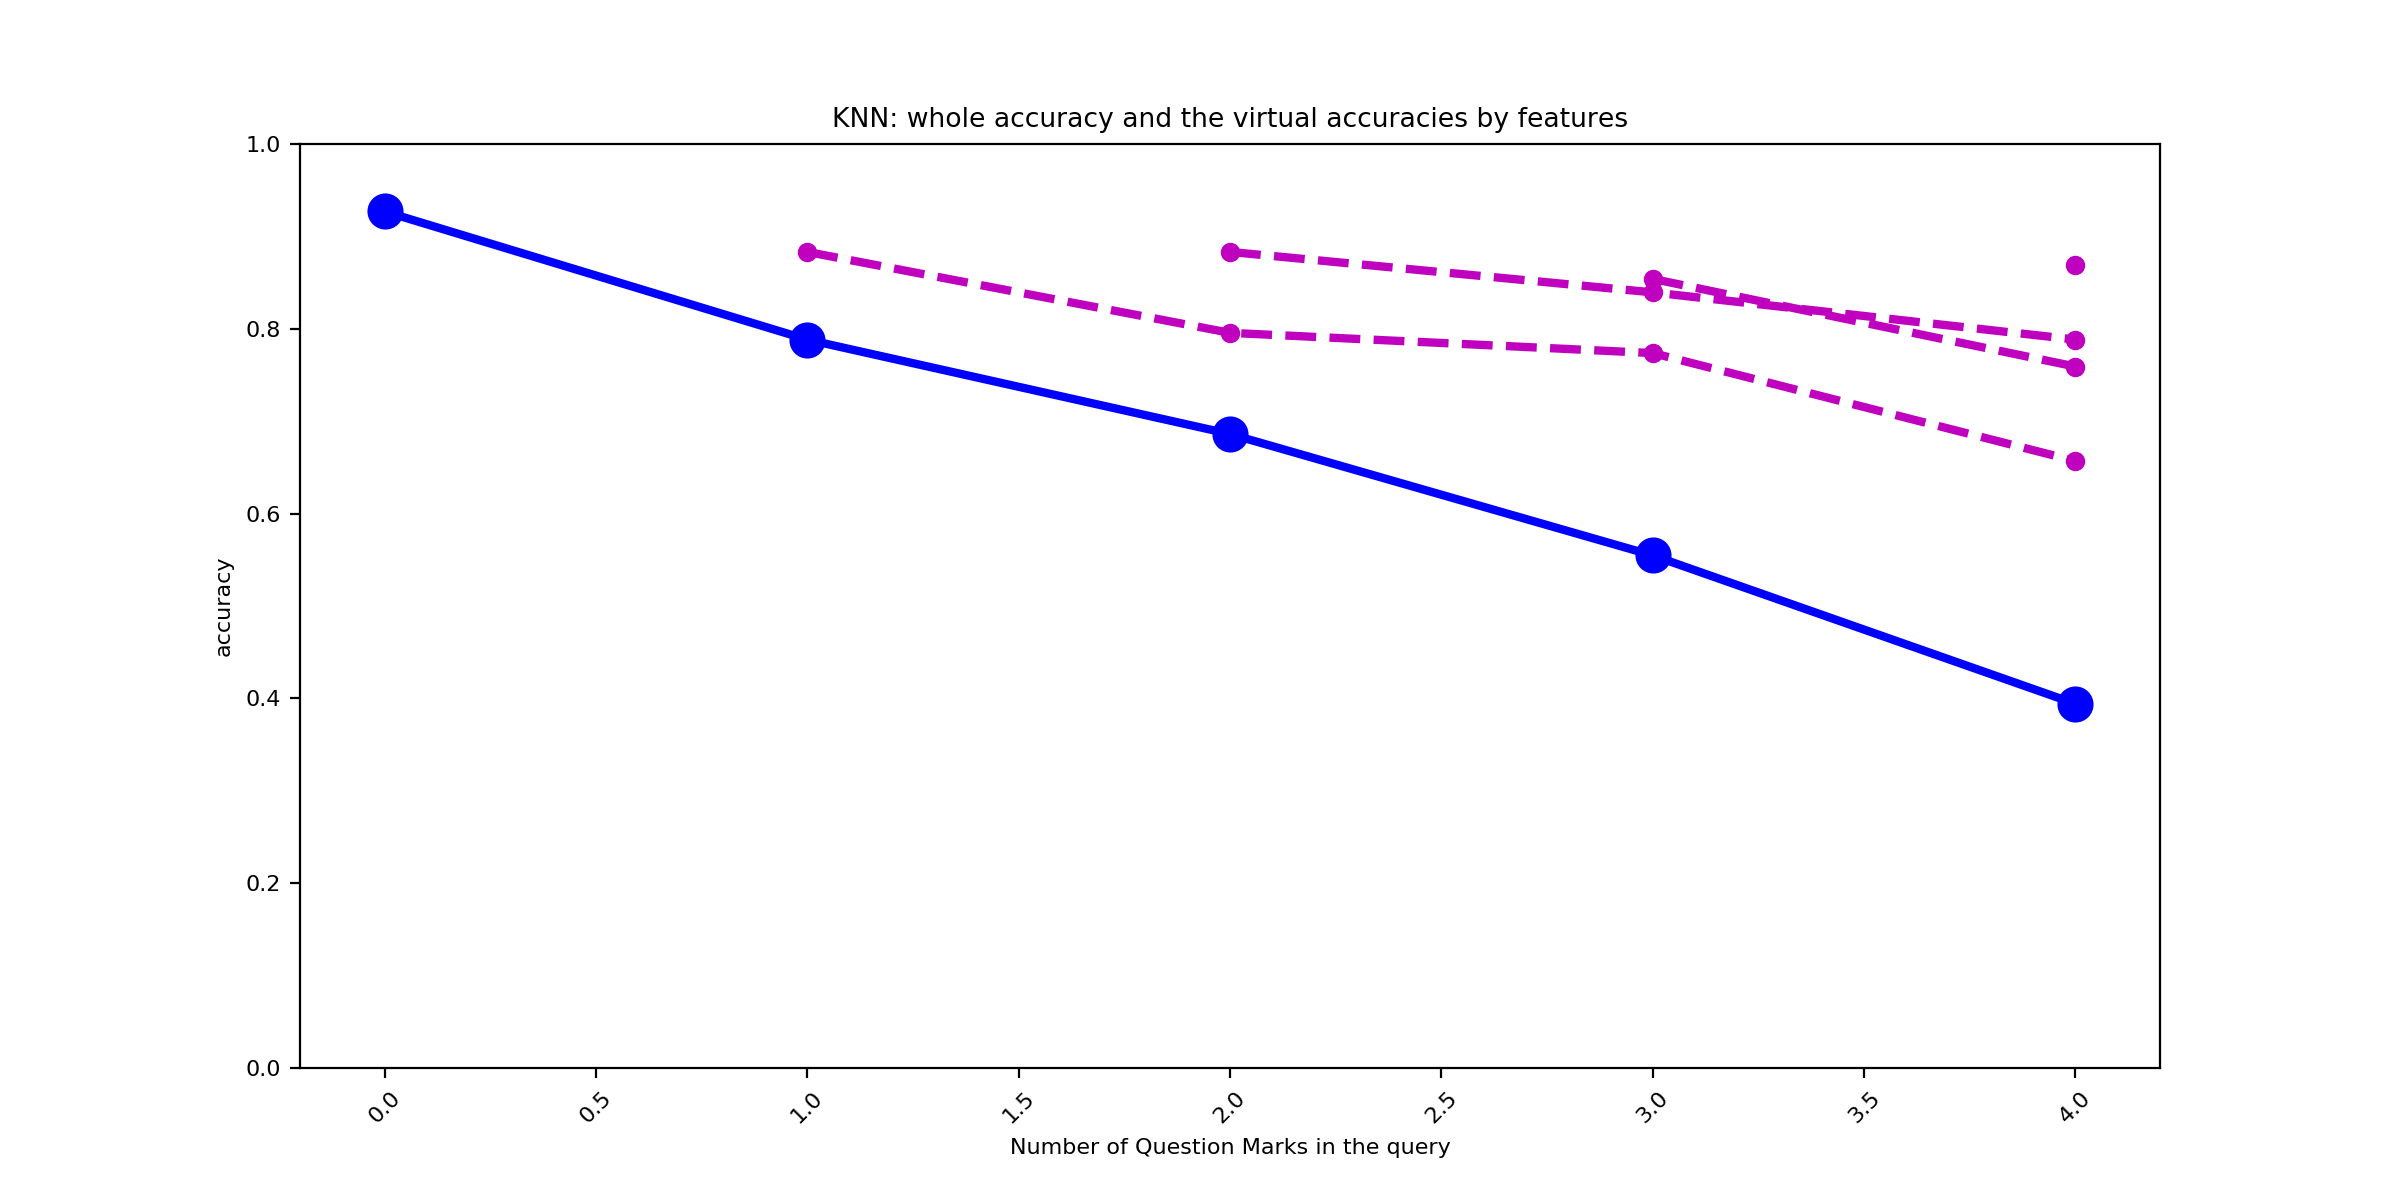 KNN: whole accuracy and the virtual accuracies by features
1.0
0.8
0.6
0.4
0.2
0.0
accuracy
0.0 0.5 1.0 1.5 2.0 2.5 3.0 3.5 4.0
Number of Question Marks in the query